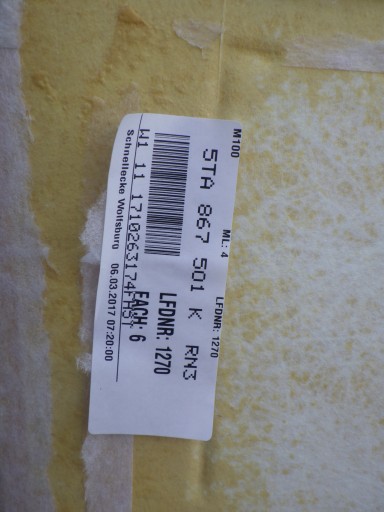 M100 ML: 4 LFDNR: 1270
5TA 867 501 K RN3
LFDNR: 1270
FACH: 6
W1 11 1710263174FH5T
Schnellecke Wolfsburg 06.03.2017 07:20:00